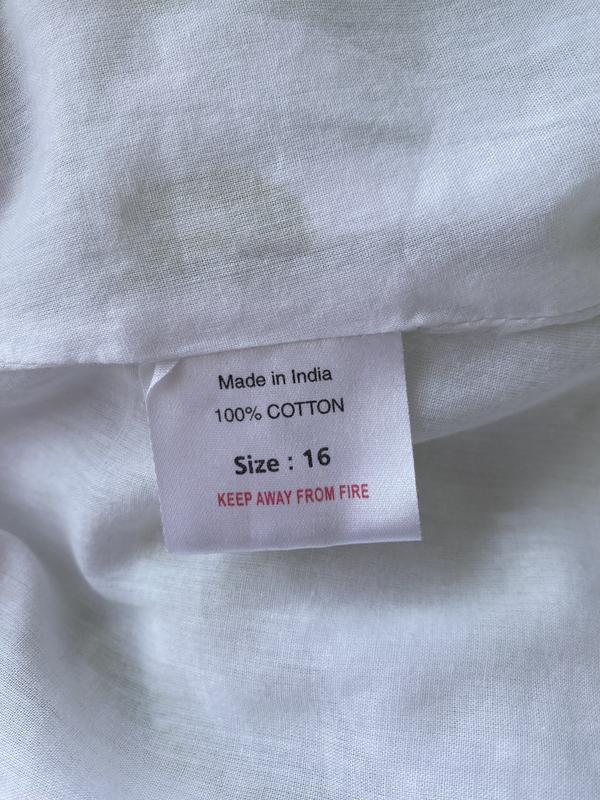 Made in India
100% COTTON
Size : 16
KEEP AWAY FROM FIRE